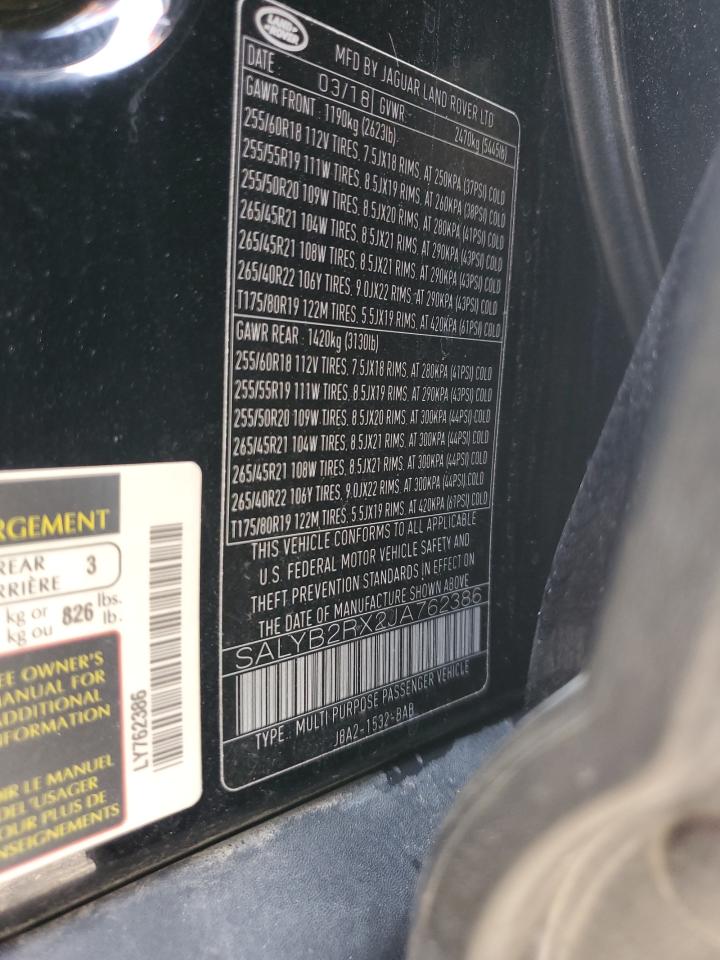 LAND ROVER
MFD BY JAGUAR LAND ROVER LTD
DATE : 03/18 GVWR:- 2470kg (5445lb)
GAWR FRONT : 1190kg (2623lb)
255/60R18 112V TIRES, 7.5JX18 RIMS, AT 250KPA (37PSI) COLD
255/55R19 111W TIRES, 8.5JX19 RIMS, AT 260KPA (38PSI) COLD
255/50R20 109W TIRES, 8.5JX20 RIMS, AT 280KPA (41PSI) COLD
265/45R21 104W TIRES, 8.5JX21 RIMS, AT 290KPA (43PSI) COLD
265/45R21 108W TIRES, 8.5JX21 RIMS, AT 290KPA (43PSI) COLD
265/40R22 106Y TIRES, 9.0JX22 RIMS, AT 290KPA (43PSI) COLD
T175/80R19 122M TIRES, 5.5JX19 RIMS, AT 420KPA (61PSI) COLD
GAWR REAR : 1420kg (3130lb)
255/60R18 112V TIRES, 7.5JX18 RIMS, AT 280KPA (41PSI) COLD
255/55R19 111W TIRES, 8.5JX19 RIMS, AT 290KPA (43PSI) COLD
255/50R20 109W TIRES, 8.5JX20 RIMS, AT 300KPA (44PSI) COLD
265/45R21 104W TIRES, 8.5JX21 RIMS, AT 300KPA (44PSI) COLD
265/45R21 108W TIRES, 8.5JX21 RIMS, AT 300KPA (44PSI) COLD
265/40R22 106Y TIRES, 9.0JX22 RIMS, AT 300KPA (44PSI) COLD
T175/80R19 122M TIRES, 5.5JX19 RIMS, AT 420KPA (61PSI) COLD
THIS VEHICLE CONFORMS TO ALL APPLICABLE
U.S. FEDERAL MOTOR VEHICLE SAFETY AND
THEFT PREVENTION STANDARDS IN EFFECT ON
THE DATE OF MANUFACTURE SHOWN ABOVE
SALYB2RX2JA762386
TYPE.: MULTI PURPOSE PASSENGER VEHICLE
J8A2-1532-BAB
RGEMENT
REAR 3
RRIÈRE
kg or 826 lbs.
kg ou lb.
EE OWNER'S
MANUAL FOR
ADDITIONAL
NFORMATION
IR LE MANUEL
DE L'USAGER
OUR PLUS DE
NSEIGNEMENTS
LY762386